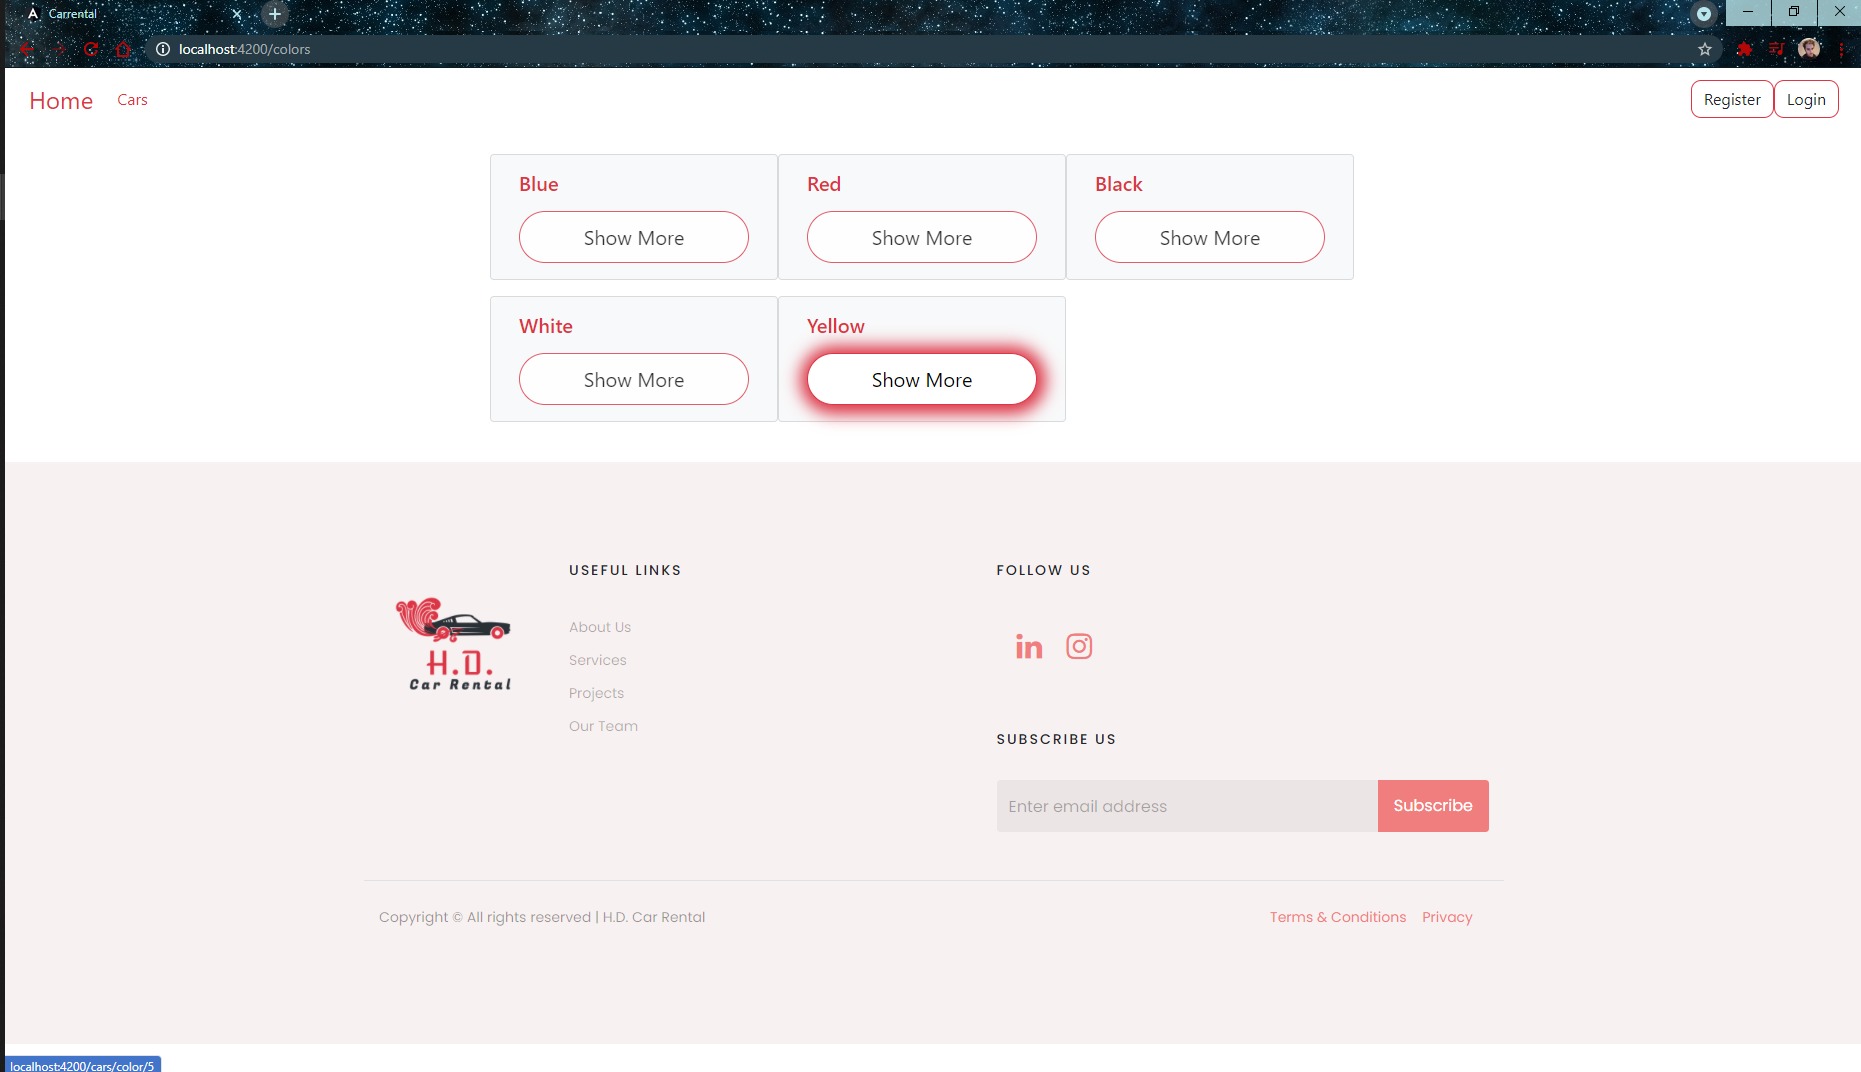 Carrental
localhost:4200/colors
Home Cars Register Login
Blue Red Black
Show More Show More Show More
White Yellow
Show More Show More
USEFUL LINKS
About Us
Services
Projects
Our Team
H.D.
Car Rental
FOLLOW US
in
SUBSCRIBE US
Enter email address Subscribe
Copyright © All rights reserved | H.D. Car Rental Terms & Conditions Privacy
localhost:4200/cars/color/5